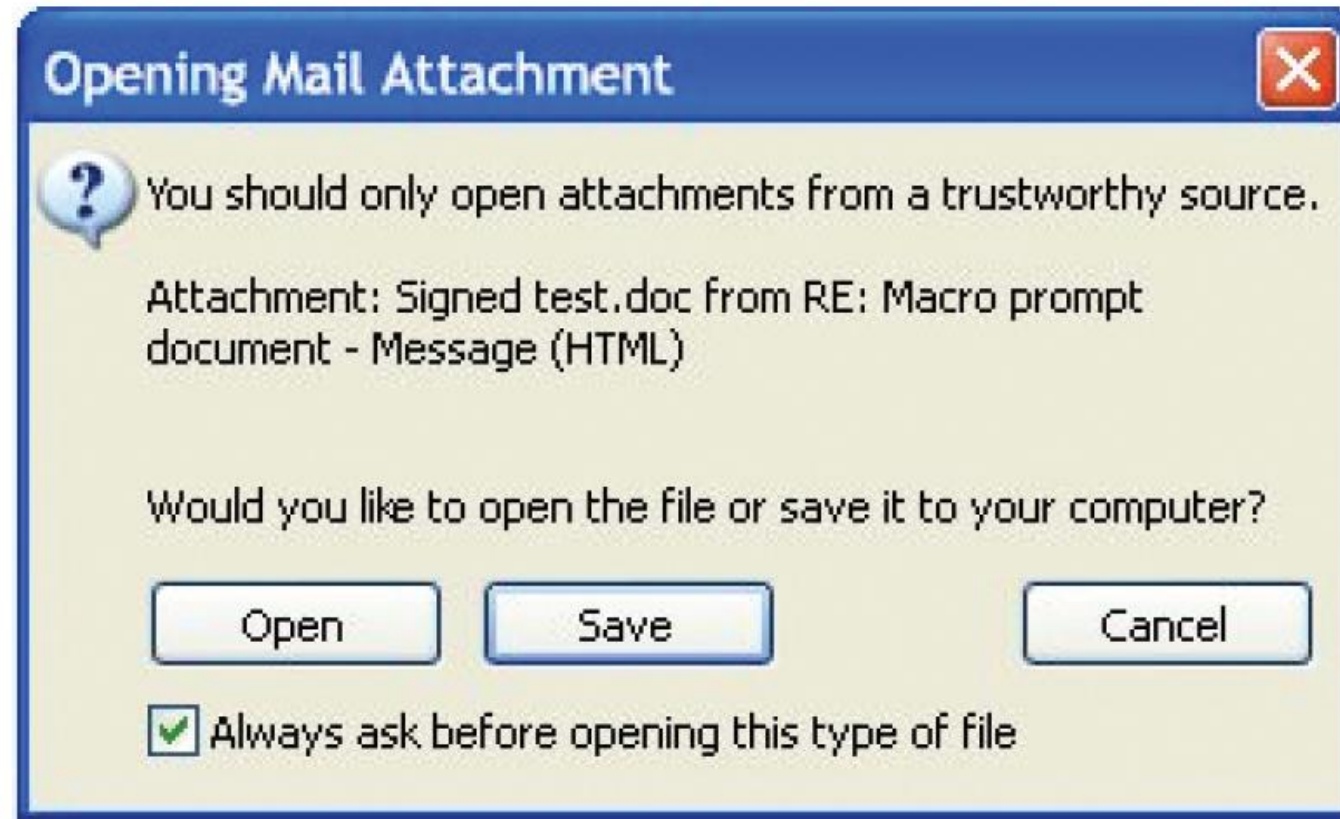 Opening Mail Attachment
You should only open attachments from a trustworthy source.
Attachment: Signed test.doc from RE: Macro prompt
document - Message (HTML)
Would you like to open the file or save it to your computer?
Open Save Cancel
Always ask before opening this type of file